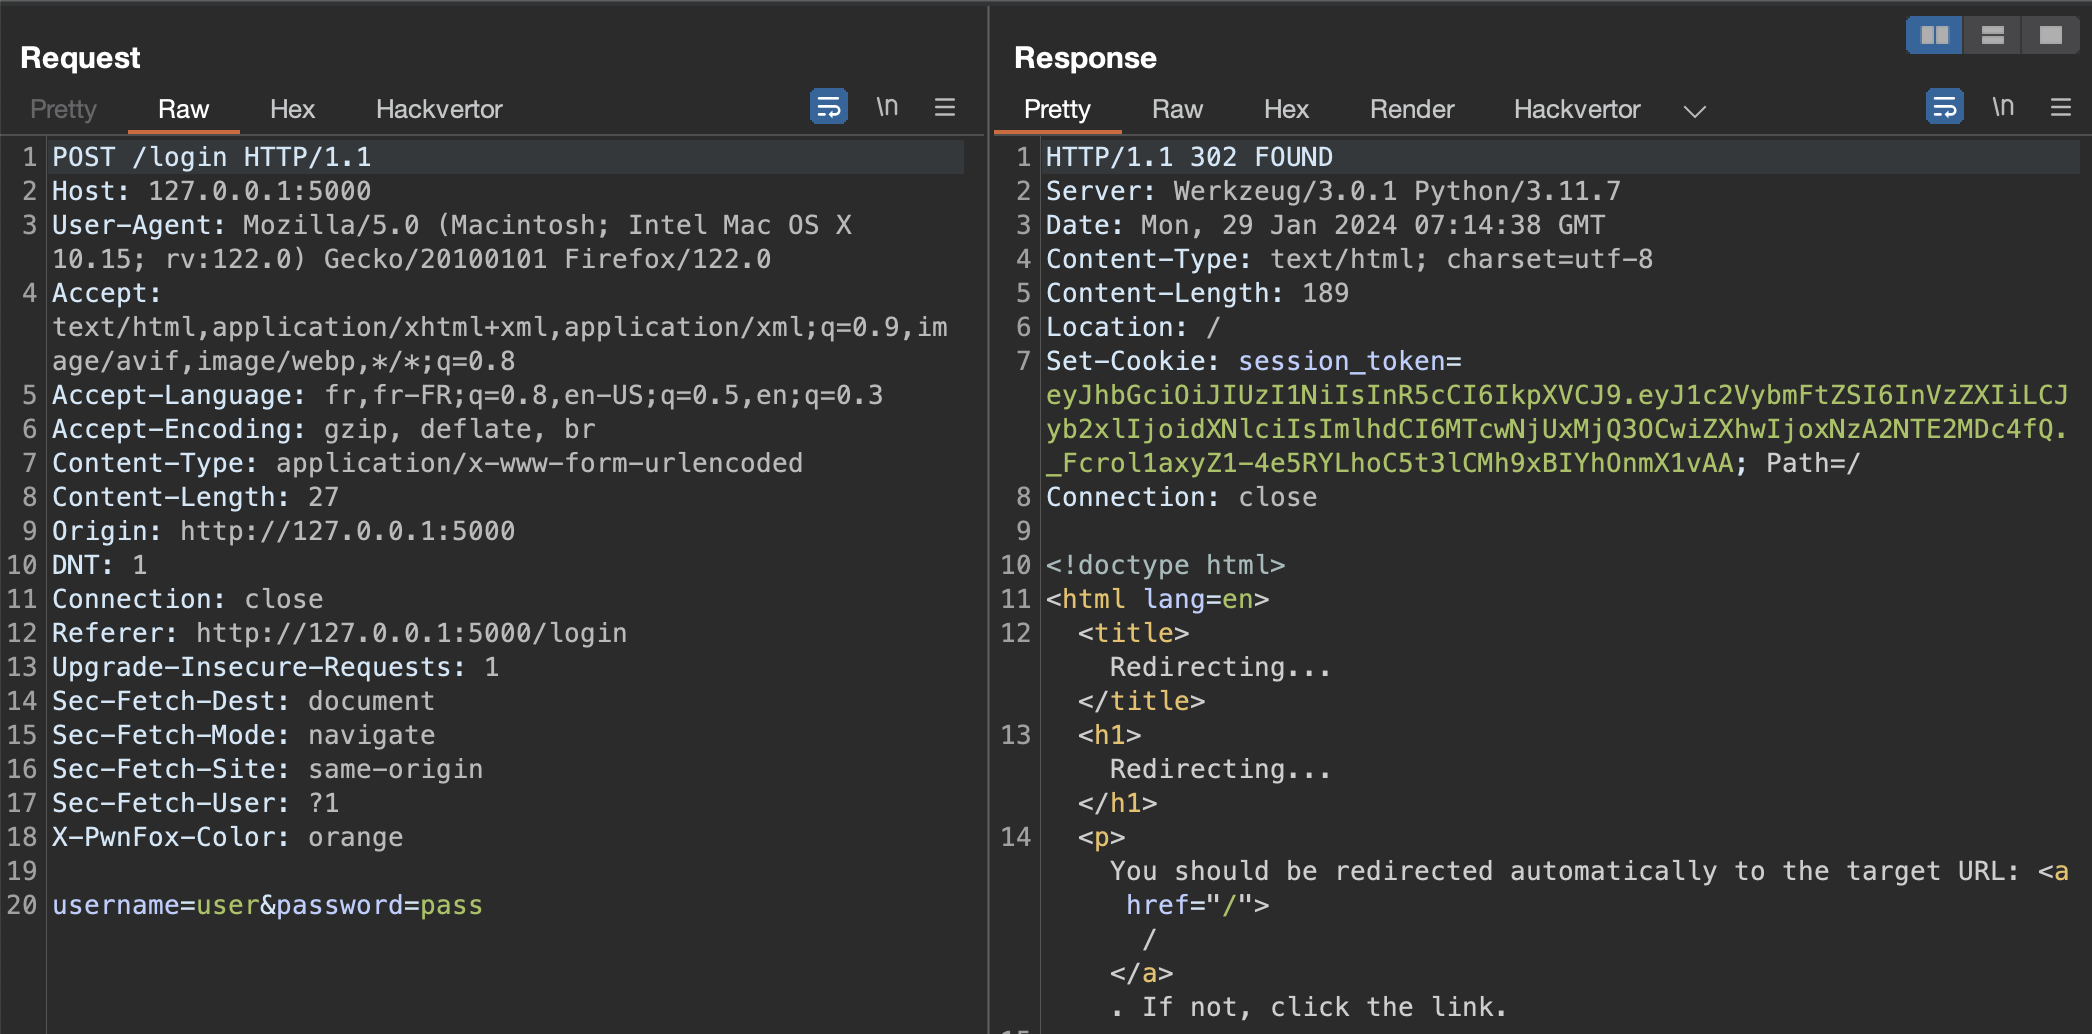 Request
Pretty Raw Hex Hackvertor \n
1 POST /login HTTP/1.1
2 Host: 127.0.0.1:5000
3 User-Agent: Mozilla/5.0 (Macintosh; Intel Mac OS X
10.15; rv:122.0) Gecko/20100101 Firefox/122.0
4 Accept:
text/html,application/xhtml+xml,application/xml;q=0.9,im
age/avif,image/webp,*/*;q=0.8
5 Accept-Language: fr,fr-FR;q=0.8,en-US;q=0.5,en;q=0.3
6 Accept-Encoding: gzip, deflate, br
7 Content-Type: application/x-www-form-urlencoded
8 Content-Length: 27
9 Origin: http://127.0.0.1:5000
10 DNT: 1
11 Connection: close
12 Referer: http://127.0.0.1:5000/login
13 Upgrade-Insecure-Requests: 1
14 Sec-Fetch-Dest: document
15 Sec-Fetch-Mode: navigate
16 Sec-Fetch-Site: same-origin
17 Sec-Fetch-User: ?1
18 X-PwnFox-Color: orange
19
20 username=user&password=pass
Response
Pretty Raw Hex Render Hackvertor \n
1 HTTP/1.1 302 FOUND
2 Server: Werkzeug/3.0.1 Python/3.11.7
3 Date: Mon, 29 Jan 2024 07:14:38 GMT
4 Content-Type: text/html; charset=utf-8
5 Content-Length: 189
6 Location: /
7 Set-Cookie: session_token=
eyJhbGciOiJIUzI1NiIsInR5cCI6IkpXVCJ9.eyJ1c2VybmFtZSI6InVzZXIiLCJ
yb2xlIjoidXNlciIsImlhdCI6MTcwNjUxMjQ3OCwiZXhwIjoxNzA2NTE2MDc4fQ.
_Fcrol1axyZ1-4e5RYLhoC5t3lCMh9xBIYhOnmX1vAA; Path=/
8 Connection: close
9
10 <!doctype html>
11 <html lang=en>
12 <title>
Redirecting...
</title>
13 <h1>
Redirecting...
</h1>
14 <p>
You should be redirected automatically to the target URL: <a
href="/">
/
</a>
. If not, click the link.